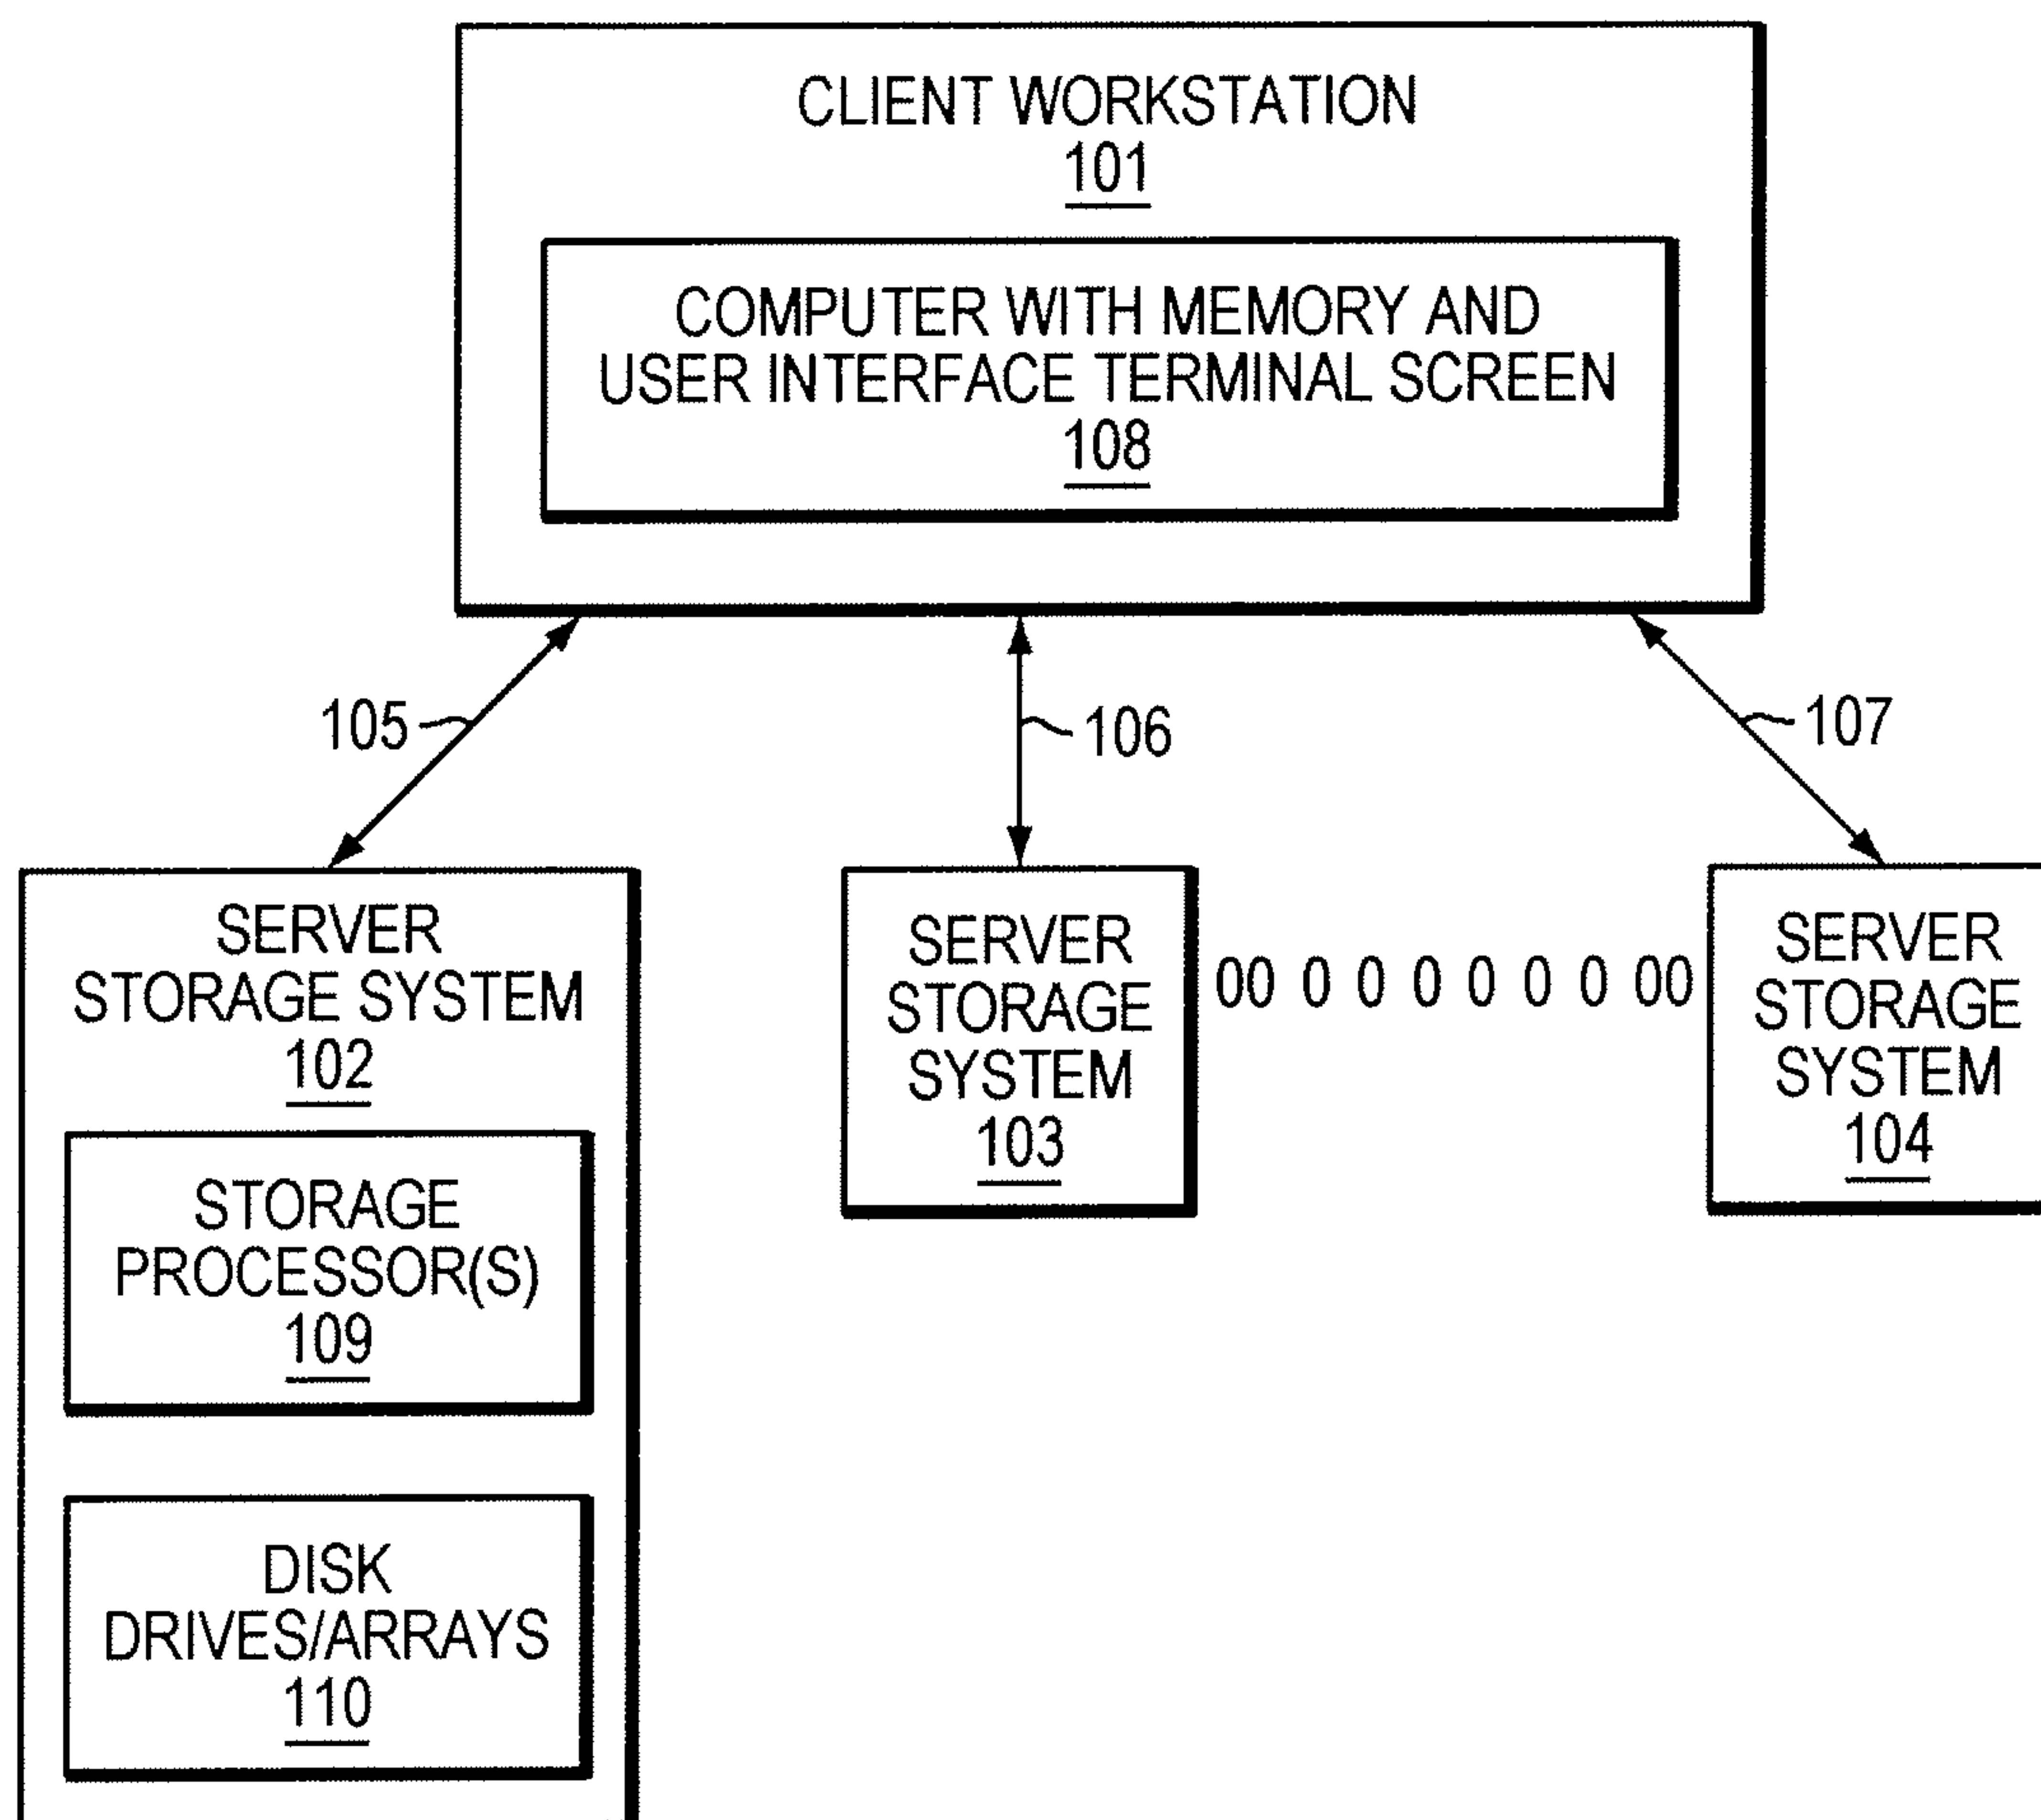 CLIENT WORKSTATION
101
COMPUTER WITH MEMORY AND
USER INTERFACE TERMINAL SCREEN
108
105
106
107
SERVER
STORAGE SYSTEM
102
STORAGE
PROCESSOR(S)
109
DISK
DRIVES/ARRAYS
110
SERVER
STORAGE
SYSTEM
103
00 0 0 0 0 0 0 00
SERVER
STORAGE
SYSTEM
104